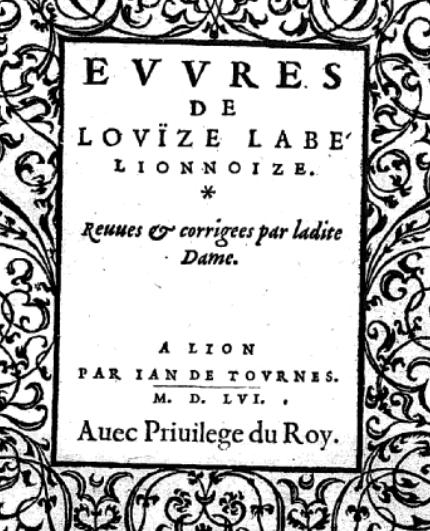 EVVRES
DE
LOVÏZE LABE´
LIONNOIZE.
*
Reuues & corrigees par ladite
Dame.
A LION
PAR IAN DE TOVRNES.
M. D. LVI.
Auec Priuilege du Roy.